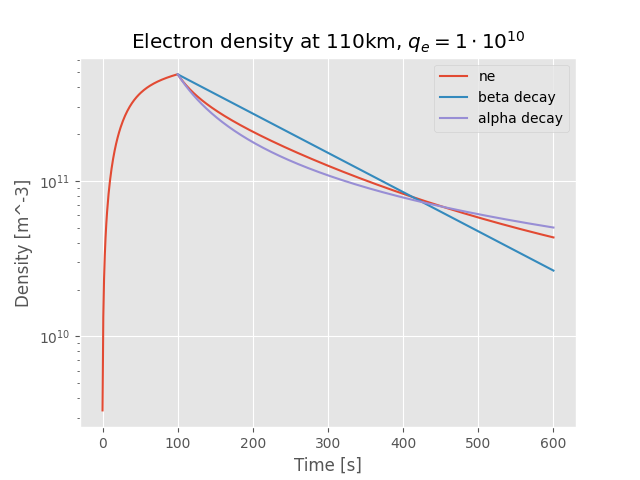 Electron density at 110km, $q_e = 1 \cdot 10^{10}$
ne
beta decay
alpha decay
Density [m^-3]
10^{11}
10^{10}
0 100 200 300 400 500 600
Time [s]